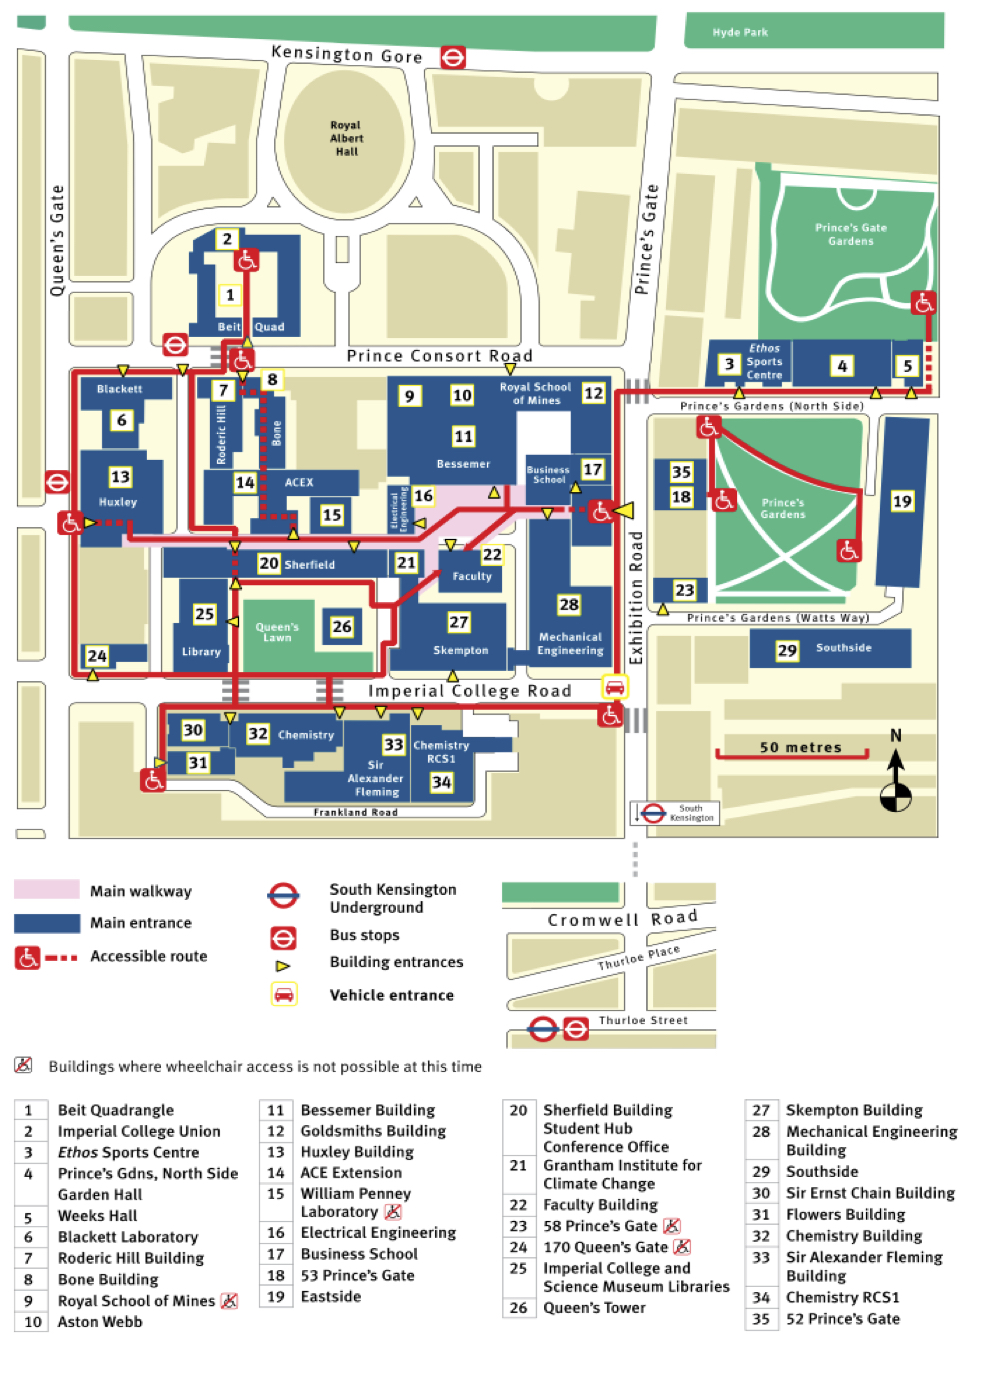 Hyde Park
Kensington Gore
Royal
Albert
Hall
Queen's Gate
Prince's Gate
Prince's Gate
Gardens
2
1
Beit Quad
Prince Consort Road
Ethos
Sports
Centre
3
4
5
Prince's Gardens (North Side)
Blackett
6
7
8
Roderic Hill
Bone
9
10
Royal School
of Mines
12
11
Bessemer
Business
School
17
13
Huxley
14
ACEX
15
Electrical
Engineering
16
35
18
Prince's
Gardens
19
20
Sherfield
21
22
Faculty
23
Exhibition Road
Prince's Gardens (Watts Way)
25
Library
Queen's
Lawn
26
27
Skempton
28
Mechanical
Engineering
29
Southside
24
Imperial College Road
30
31
32
Chemistry
33
Sir
Alexander
Fleming
Chemistry
RCS1
34
Frankland Road
50 metres
N
South
Kensington
Main walkway
Main entrance
Accessible route
South Kensington
Underground
Bus stops
Building entrances
Vehicle entrance
Cromwell Road
Thurloe Place
Thurloe Street
Buildings where wheelchair access is not possible at this time
1 Beit Quadrangle
2 Imperial College Union
3 Ethos Sports Centre
4 Prince's Gdns, North Side
Garden Hall
5 Weeks Hall
6 Blackett Laboratory
7 Roderic Hill Building
8 Bone Building
9 Royal School of Mines
10 Aston Webb
11 Bessemer Building
12 Goldsmiths Building
13 Huxley Building
14 ACE Extension
15 William Penney
Laboratory
16 Electrical Engineering
17 Business School
18 53 Prince's Gate
19 Eastside
20 Sherfield Building
Student Hub
Conference Office
21 Grantham Institute for
Climate Change
22 Faculty Building
23 58 Prince's Gate
24 170 Queen's Gate
25 Imperial College and
Science Museum Libraries
26 Queen's Tower
27 Skempton Building
28 Mechanical Engineering
Building
29 Southside
30 Sir Ernst Chain Building
31 Flowers Building
32 Chemistry Building
33 Sir Alexander Fleming
Building
34 Chemistry RCS1
35 52 Prince's Gate